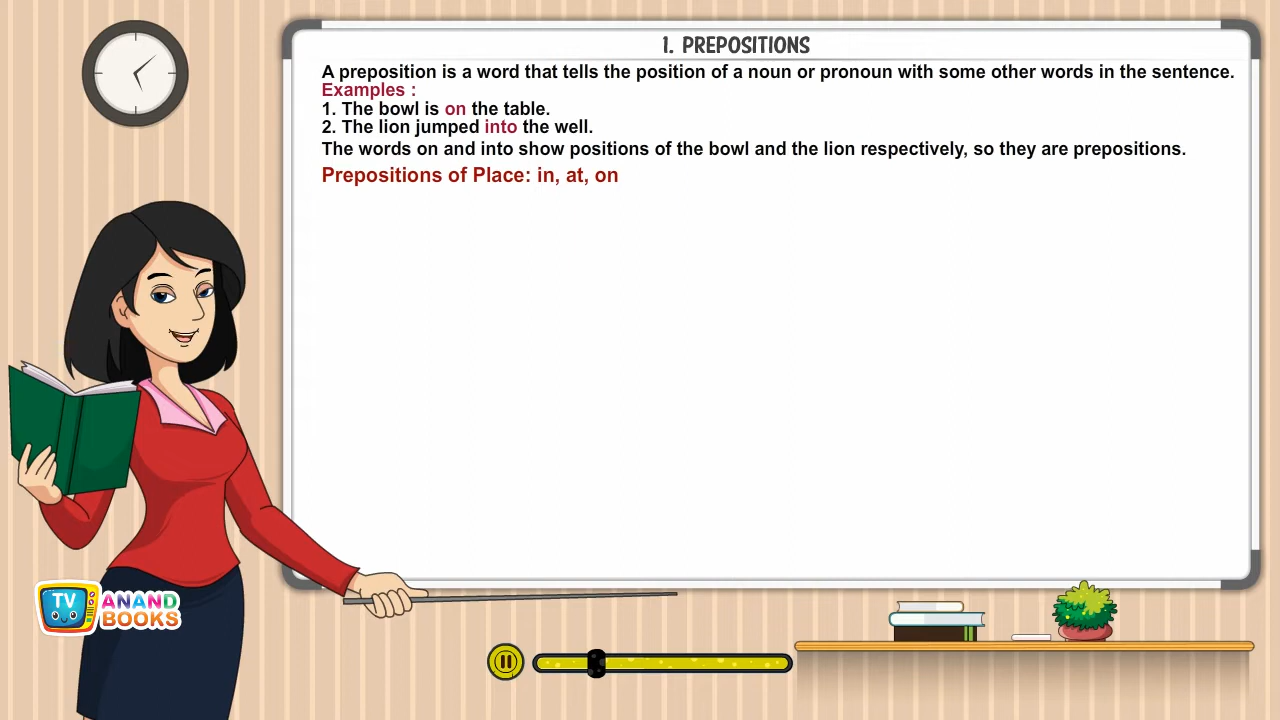 1. PREPOSITIONS
A preposition is a word that tells the position of a noun or pronoun with some other words in the sentence.
Examples :
1. The bowl is on the table.
2. The lion jumped into the well.
The words on and into show positions of the bowl and the lion respectively, so they are prepositions.
Prepositions of Place: in, at, on
TV
ANAND
BOOKS